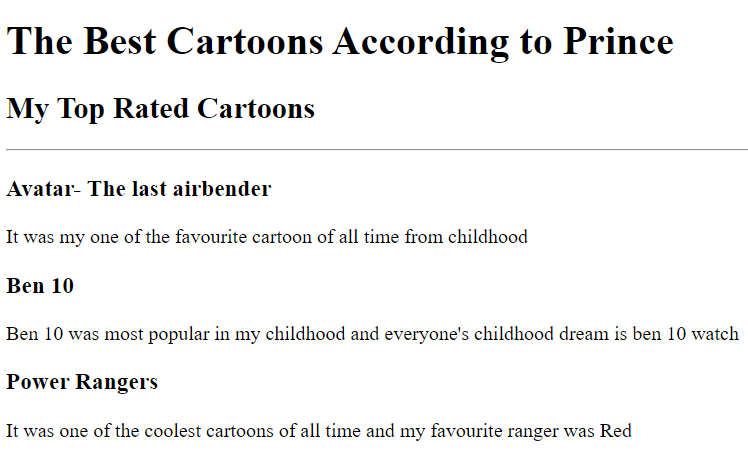 The Best Cartoons According to Prince
My Top Rated Cartoons
Avatar- The last airbender
It was my one of the favourite cartoon of all time from childhood
Ben 10
Ben 10 was most popular in my childhood and everyone's childhood dream is ben 10 watch
Power Rangers
It was one of the coolest cartoons of all time and my favourite ranger was Red